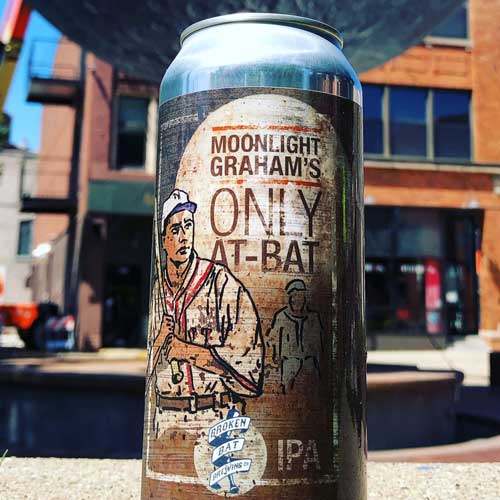 MOONLIGHT
GRAHAM'S
ONLY
AT-BAT
BROKEN
BAT
BREWING CO
IPA